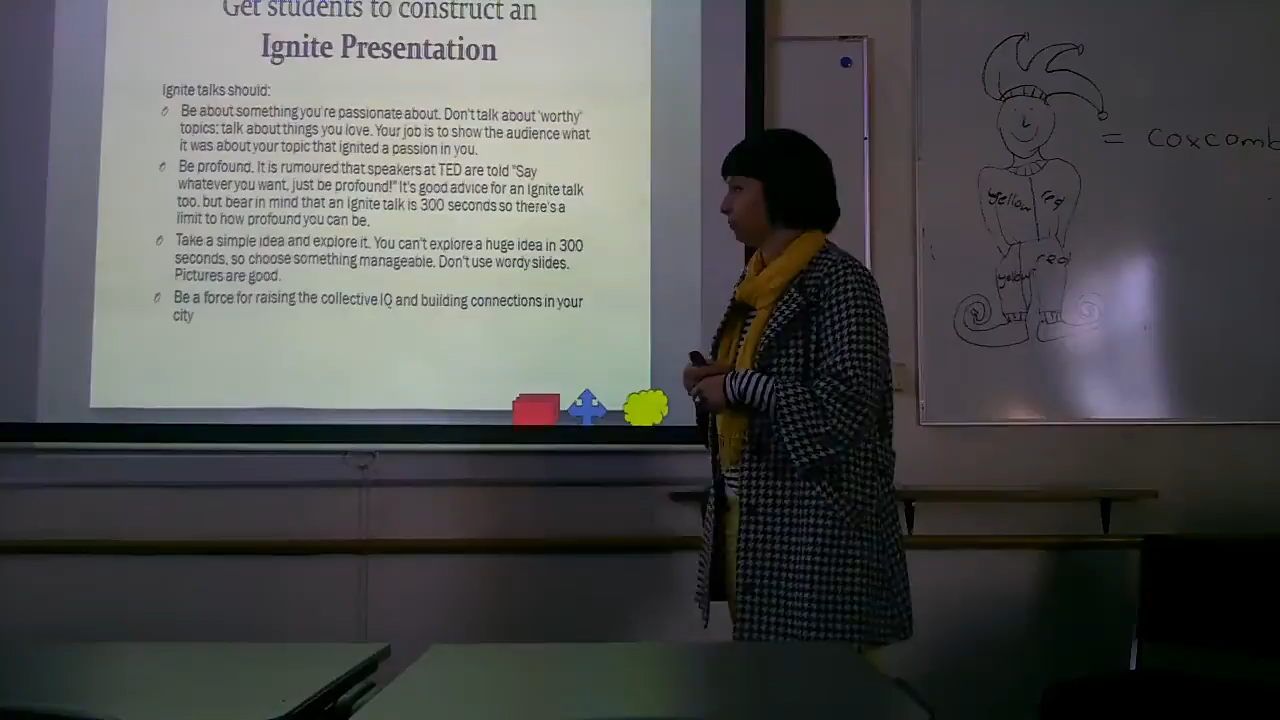 Get students to construct an
Ignite Presentation
Ignite talks should:
Be about something you're passionate about. Don't talk about 'worthy'
topics: talk about things you love. Your job is to show the audience what
it was about your topic that ignited a passion in you.
Be profound. It is rumoured that speakers at TED are told "Say
whatever you want, just be profound!" It's good advice for an Ignite talk
too, but bear in mind that an Ignite talk is 300 seconds so there's a
limit to how profound you can be.
Take a simple idea and explore it. You can't explore a huge idea in 300
seconds, so choose something manageable. Don't use wordy slides.
Pictures are good.
Be a force for raising the collective IQ and building connections in your
city
= coxcomb
yellow red
yellow red